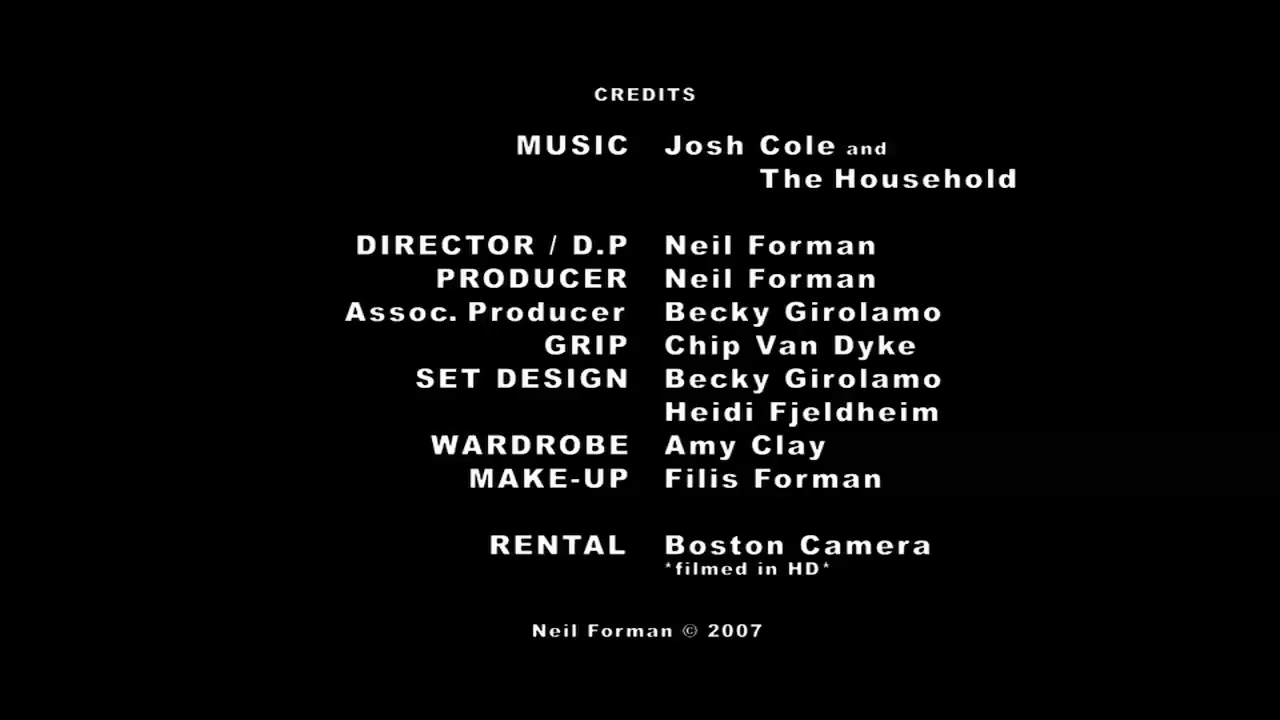 CREDITS
MUSIC Josh Cole and
The Household
DIRECTOR / D.P Neil Forman
PRODUCER Neil Forman
Assoc. Producer Becky Girolamo
GRIP Chip Van Dyke
SET DESIGN Becky Girolamo
Heidi Fjeldheim
WARDROBE Amy Clay
MAKE-UP Filis Forman
RENTAL Boston Camera
*filmed in HD*
Neil Forman © 2007